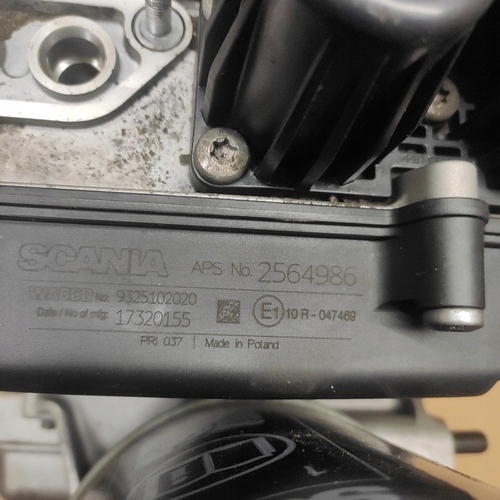 SCANIA APS No. 2564986
WABCO No: 9325102020
Date / No of mfg: 17320155
E1 10 R - 047469
PRI 037 | Made in Poland